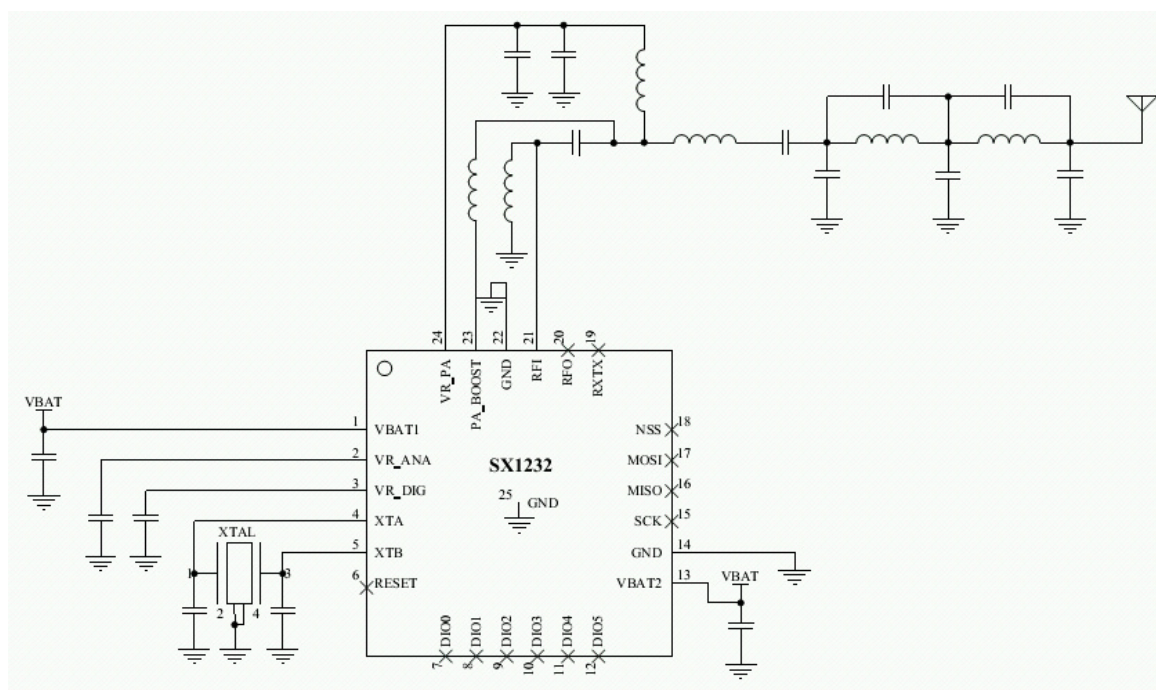 24
23
22
21
20
19
VR_PA
PA_BOOST
GND
RFI
RFO
RXTX
VBAT
1
VBAT1
2
VR_ANA
3
VR_DIG
4
XTA
5
XTB
6
RESET
XTAL
1
3
2
4
SX1232
25
GND
NSS
18
MOSI
17
MISO
16
SCK
15
GND
14
VBAT2
13
VBAT
DIO0
DIO1
DIO2
DIO3
DIO4
DIO5
7
8
9
10
11
12